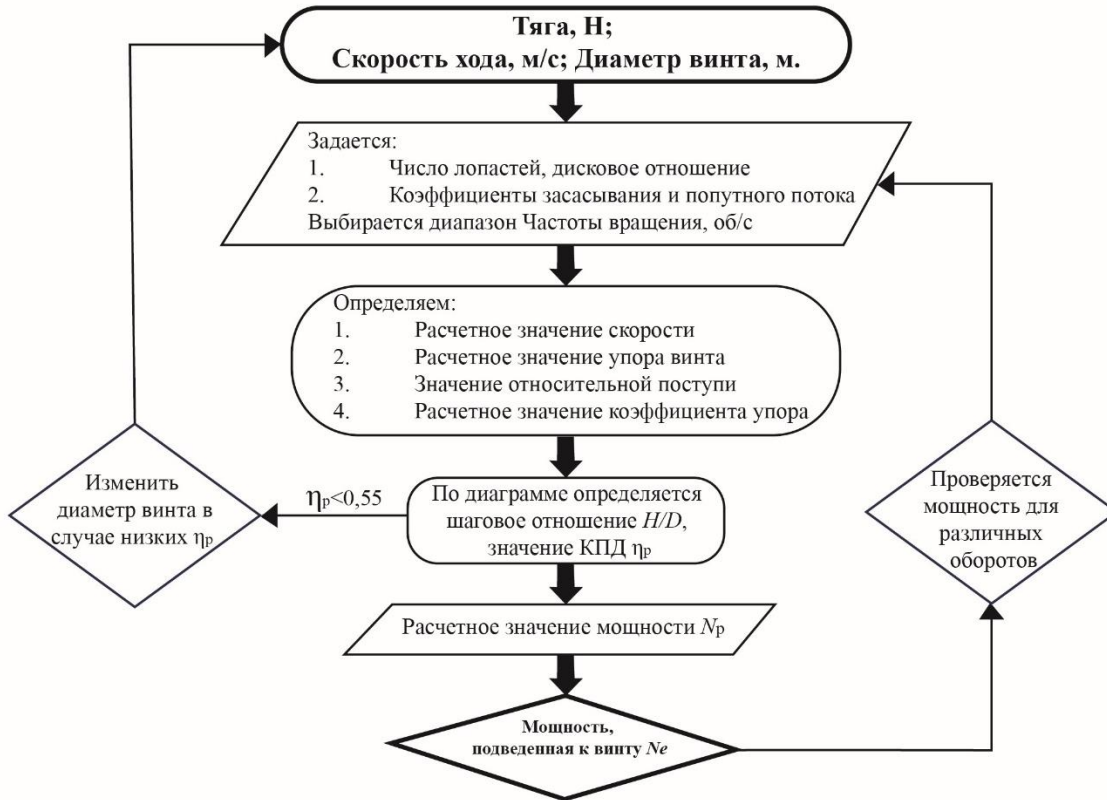 Тяга, Н;
Скорость хода, м/с; Диаметр винта, м.
Задается:
1. Число лопастей, дисковое отношение
2. Коэффициенты засасывания и попутного потока
Выбирается диапазон Частоты вращения, об/с
Определяем:
1. Расчетное значение скорости
2. Расчетное значение упора винта
3. Значение относительной поступи
4. Расчетное значение коэффициента упора
Изменить
диаметр винта в
случае низких ηр
ηр<0,55
По диаграмме определяется
шаговое отношение H/D,
значение КПД ηр
Проверяется
мощность для
различных
оборотов
Расчетное значение мощности Nр
Мощность,
подведенная к винту Ne